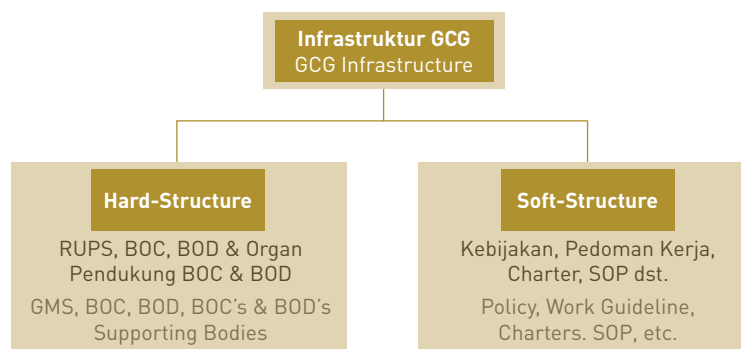 Infrastruktur GCG
GCG Infrastructure
Hard-Structure
RUPS, BOC, BOD & Organ
Pendukung BOC & BOD
GMS, BOC, BOD, BOC's & BOD's
Supporting Bodies
Soft-Structure
Kebijakan, Pedoman Kerja,
Charter, SOP dst.
Policy, Work Guideline,
Charters. SOP, etc.